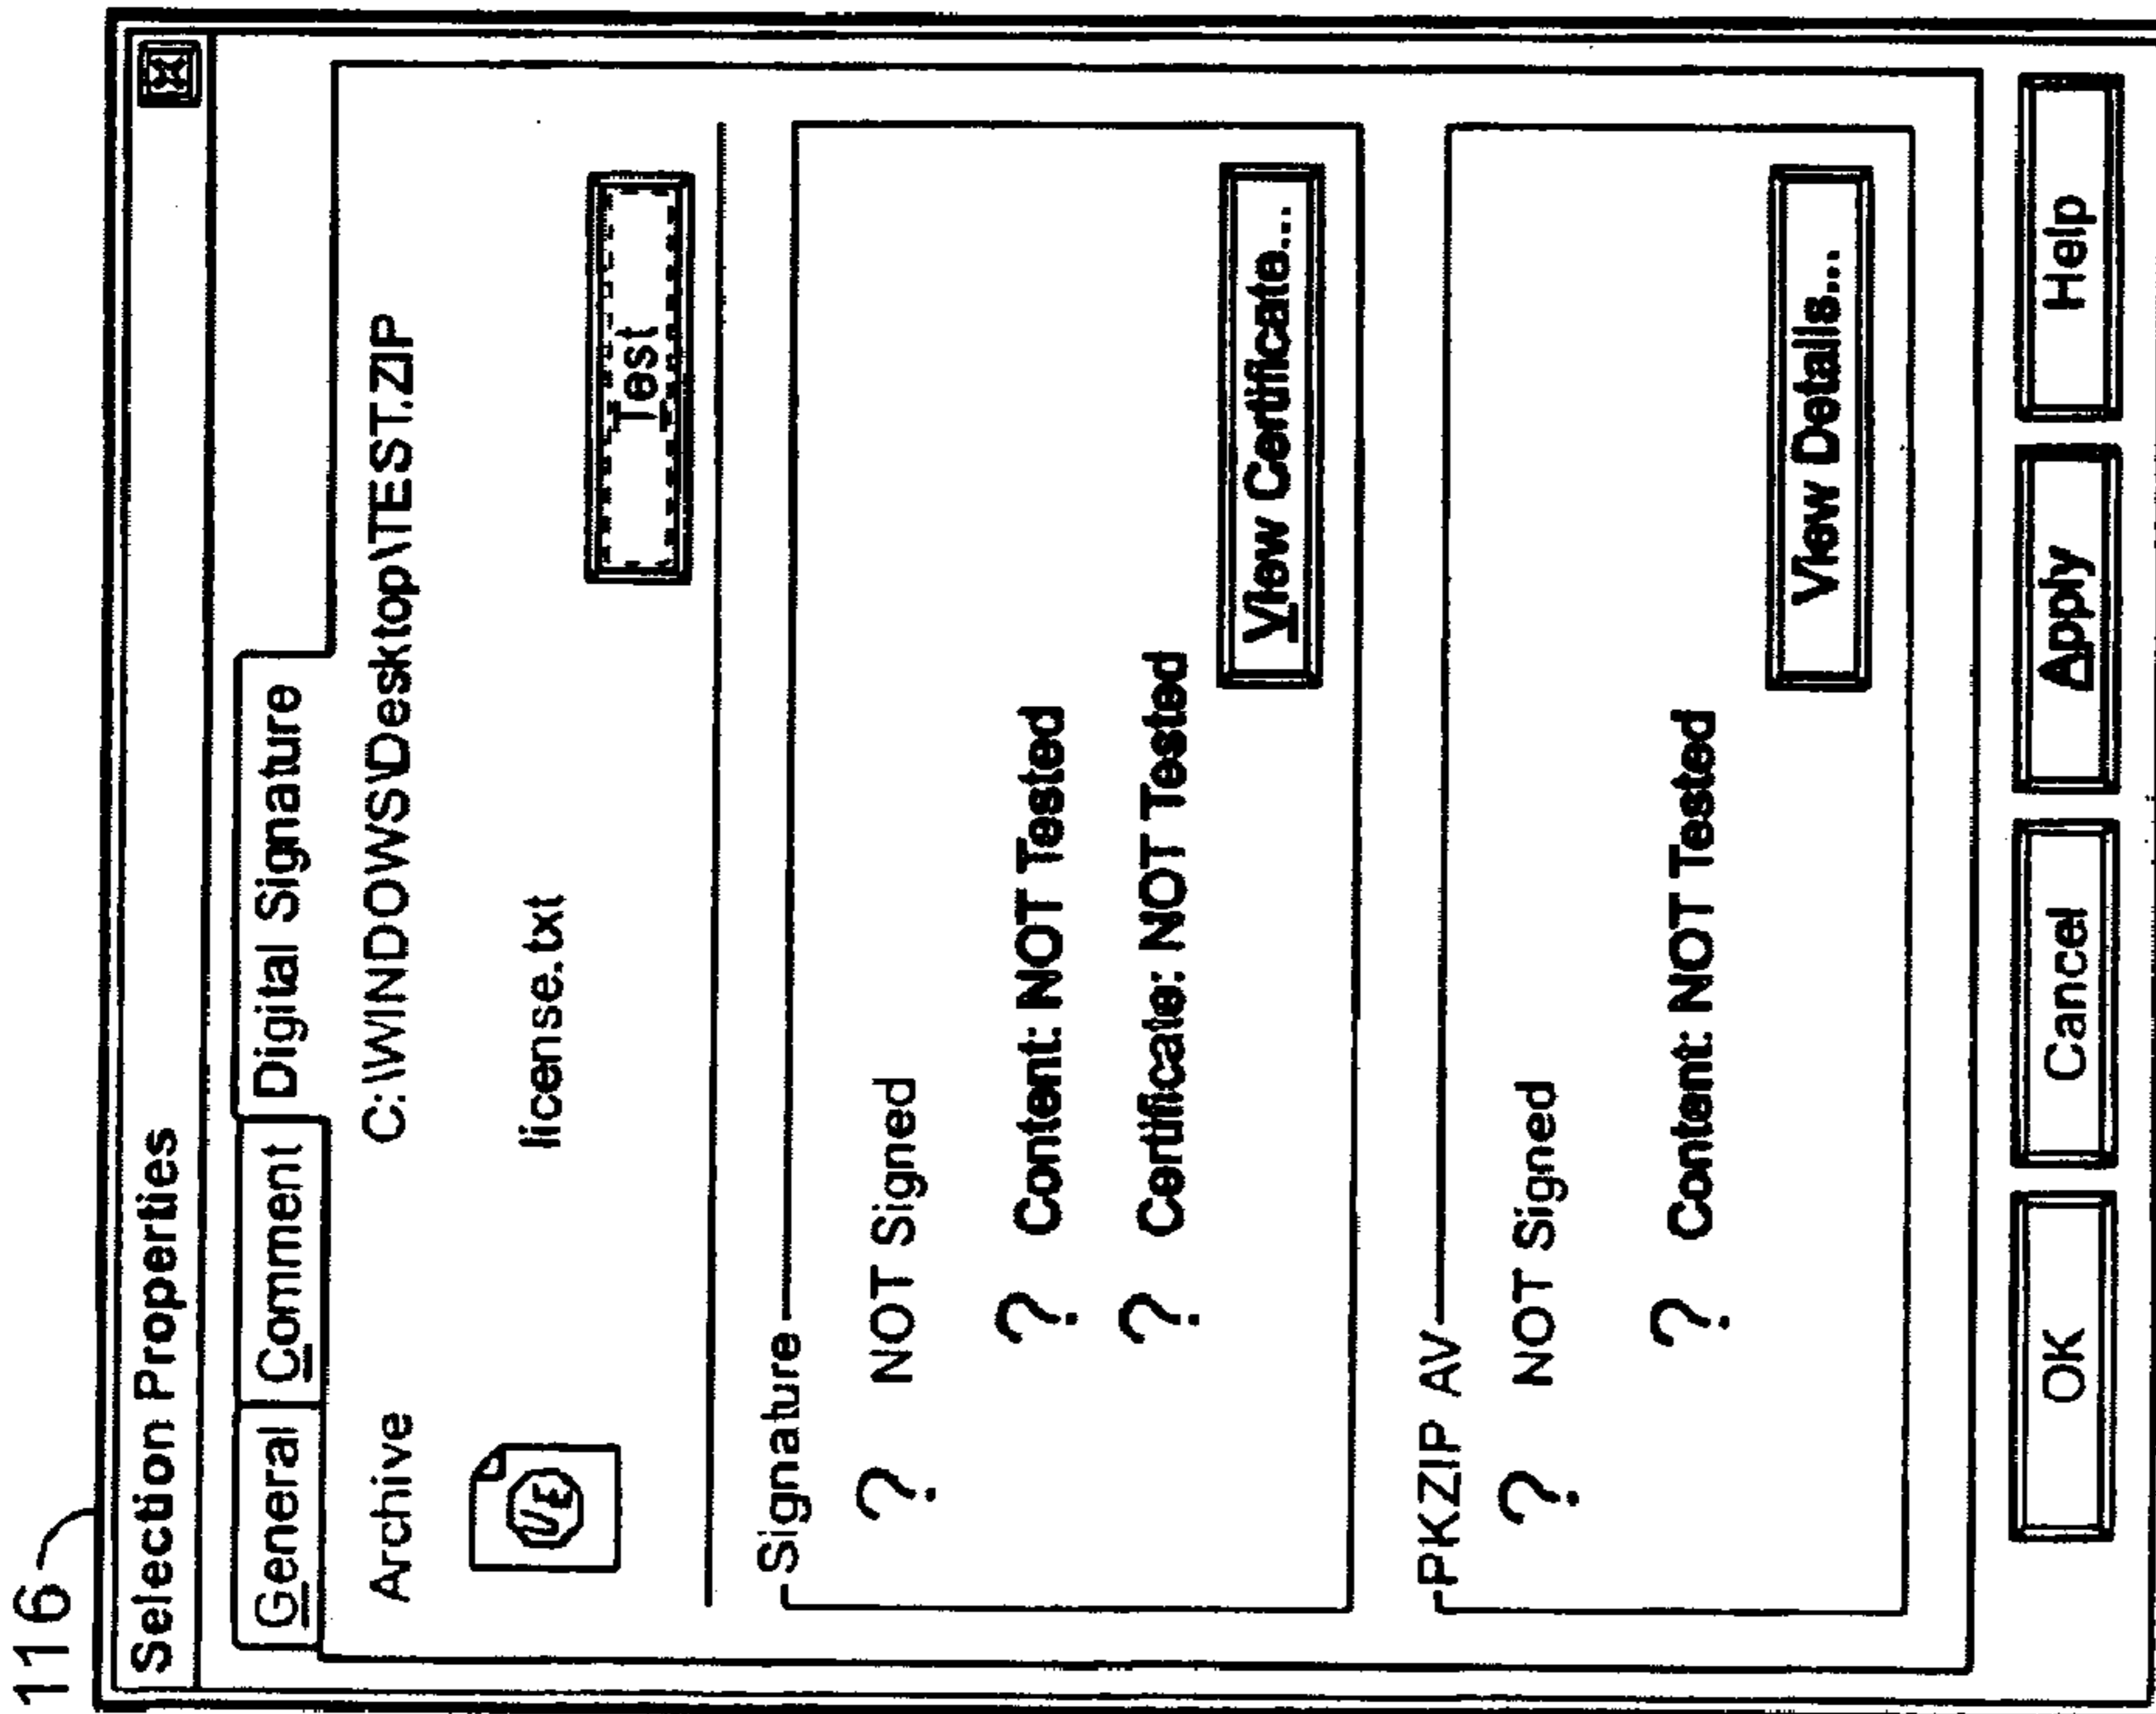 116
Selection Properties
General Comment Digital Signature
Archive C:\WINDOWS\Desktop\TEST.ZIP
license.txt
Test
Signature
? NOT Signed
? Content: NOT Tested
? Certificate: NOT Tested
View Certificate...
PKZIP AV
? NOT Signed
? Content: NOT Tested
View Details...
OK Cancel Apply Help